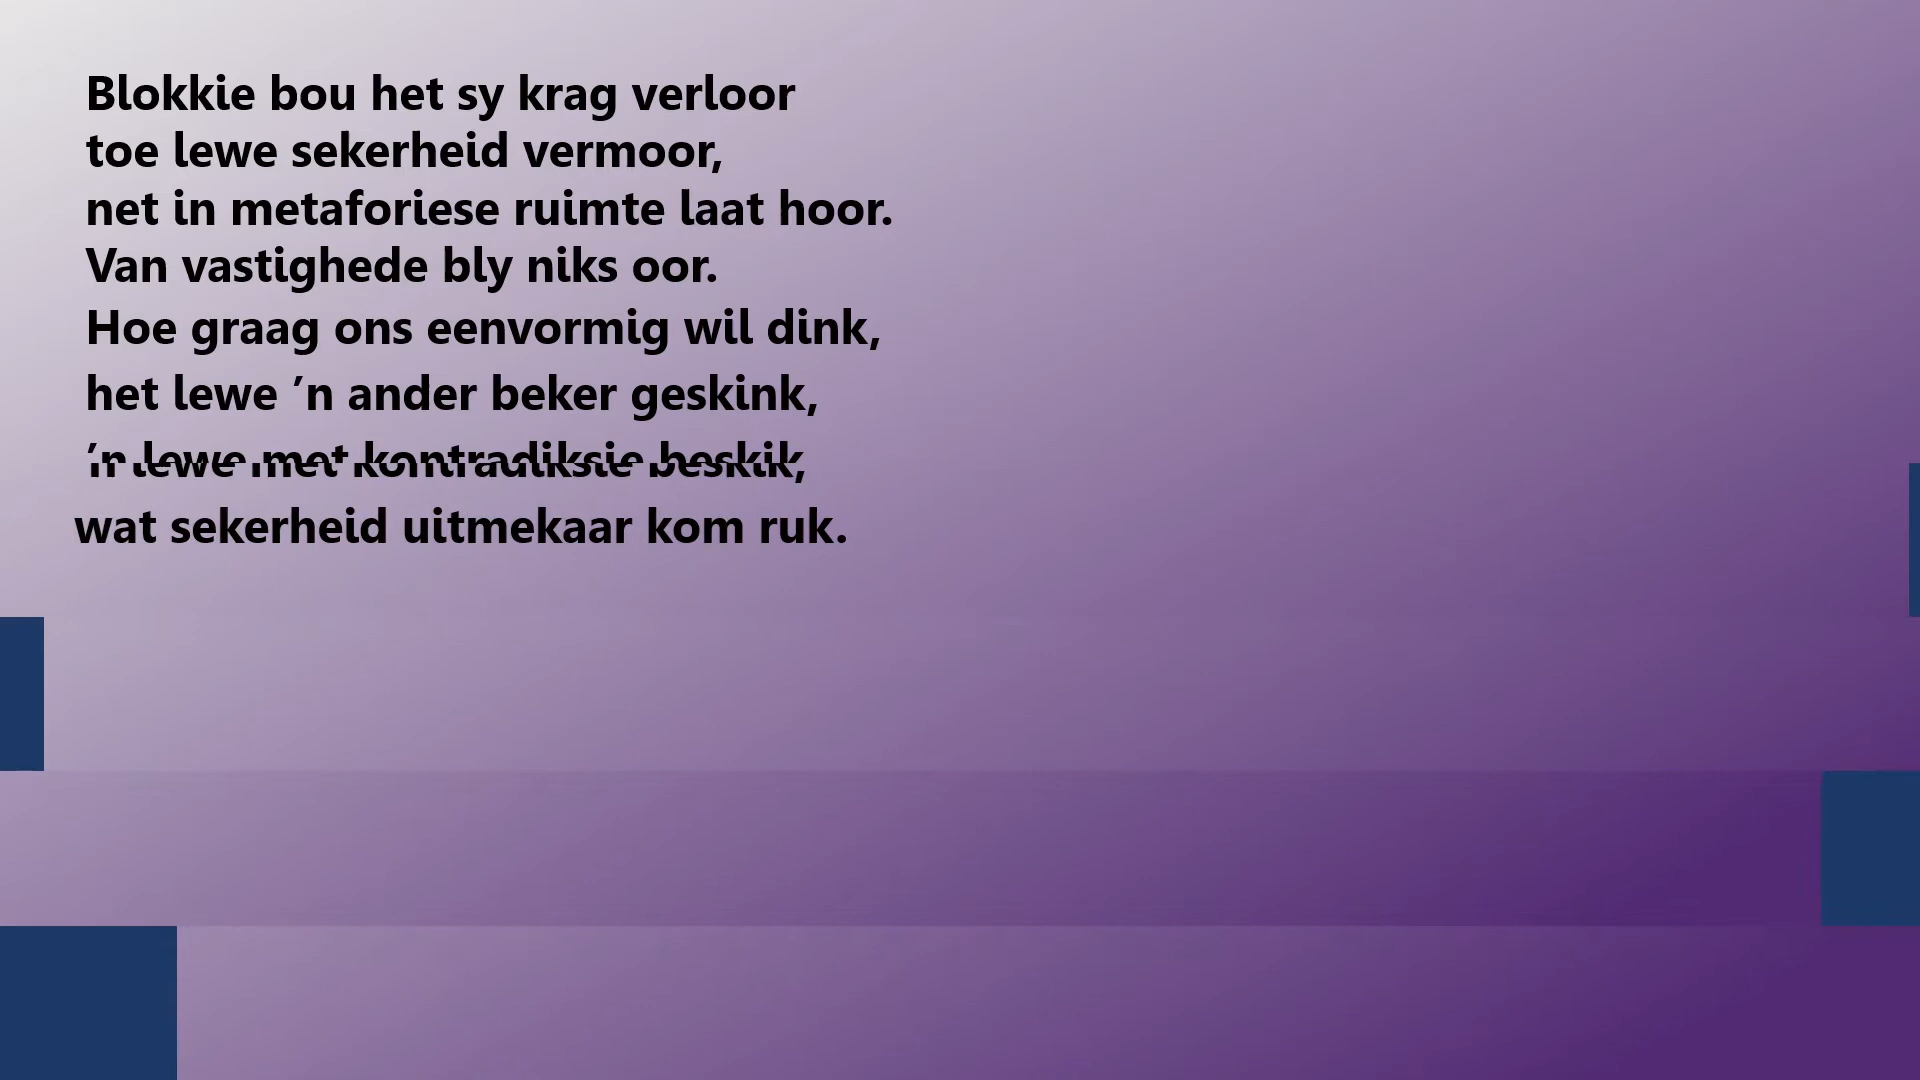 Blokkie bou het sy krag verloor
toe lewe sekerheid vermoor,
net in metaforiese ruimte laat hoor.
Van vastighede bly niks oor.
Hoe graag ons eenvormig wil dink,
het lewe ’n ander beker geskink,
’n lewe met kontradiksie beskik,
wat sekerheid uitmekaar kom ruk.